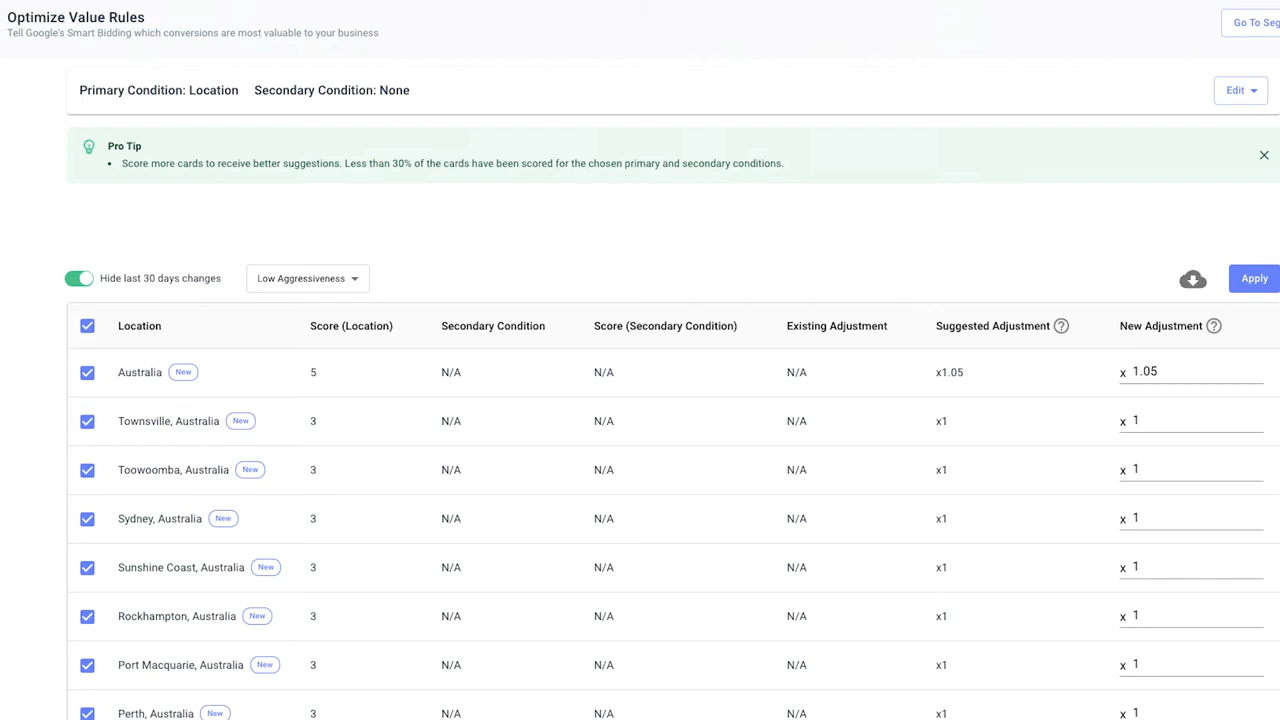 Optimize Value Rules
Tell Google's Smart Bidding which conversions are most valuable to your business
Go To Seg
Primary Condition: Location Secondary Condition: None
Edit
Pro Tip
• Score more cards to receive better suggestions. Less than 30% of the cards have been scored for the chosen primary and secondary conditions.
Hide last 30 days changes Low Aggressiveness Apply
Location Score (Location) Secondary Condition Score (Secondary Condition) Existing Adjustment Suggested Adjustment ? New Adjustment ?
Australia New 5 N/A N/A N/A x1.05 x 1.05
Townsville, Australia New 3 N/A N/A N/A x1 x 1
Toowoomba, Australia New 3 N/A N/A N/A x1 x 1
Sydney, Australia New 3 N/A N/A N/A x1 x 1
Sunshine Coast, Australia New 3 N/A N/A N/A x1 x 1
Rockhampton, Australia New 3 N/A N/A N/A x1 x 1
Port Macquarie, Australia New 3 N/A N/A N/A x1 x 1
Perth, Australia New 3 N/A N/A N/A x1 x 1